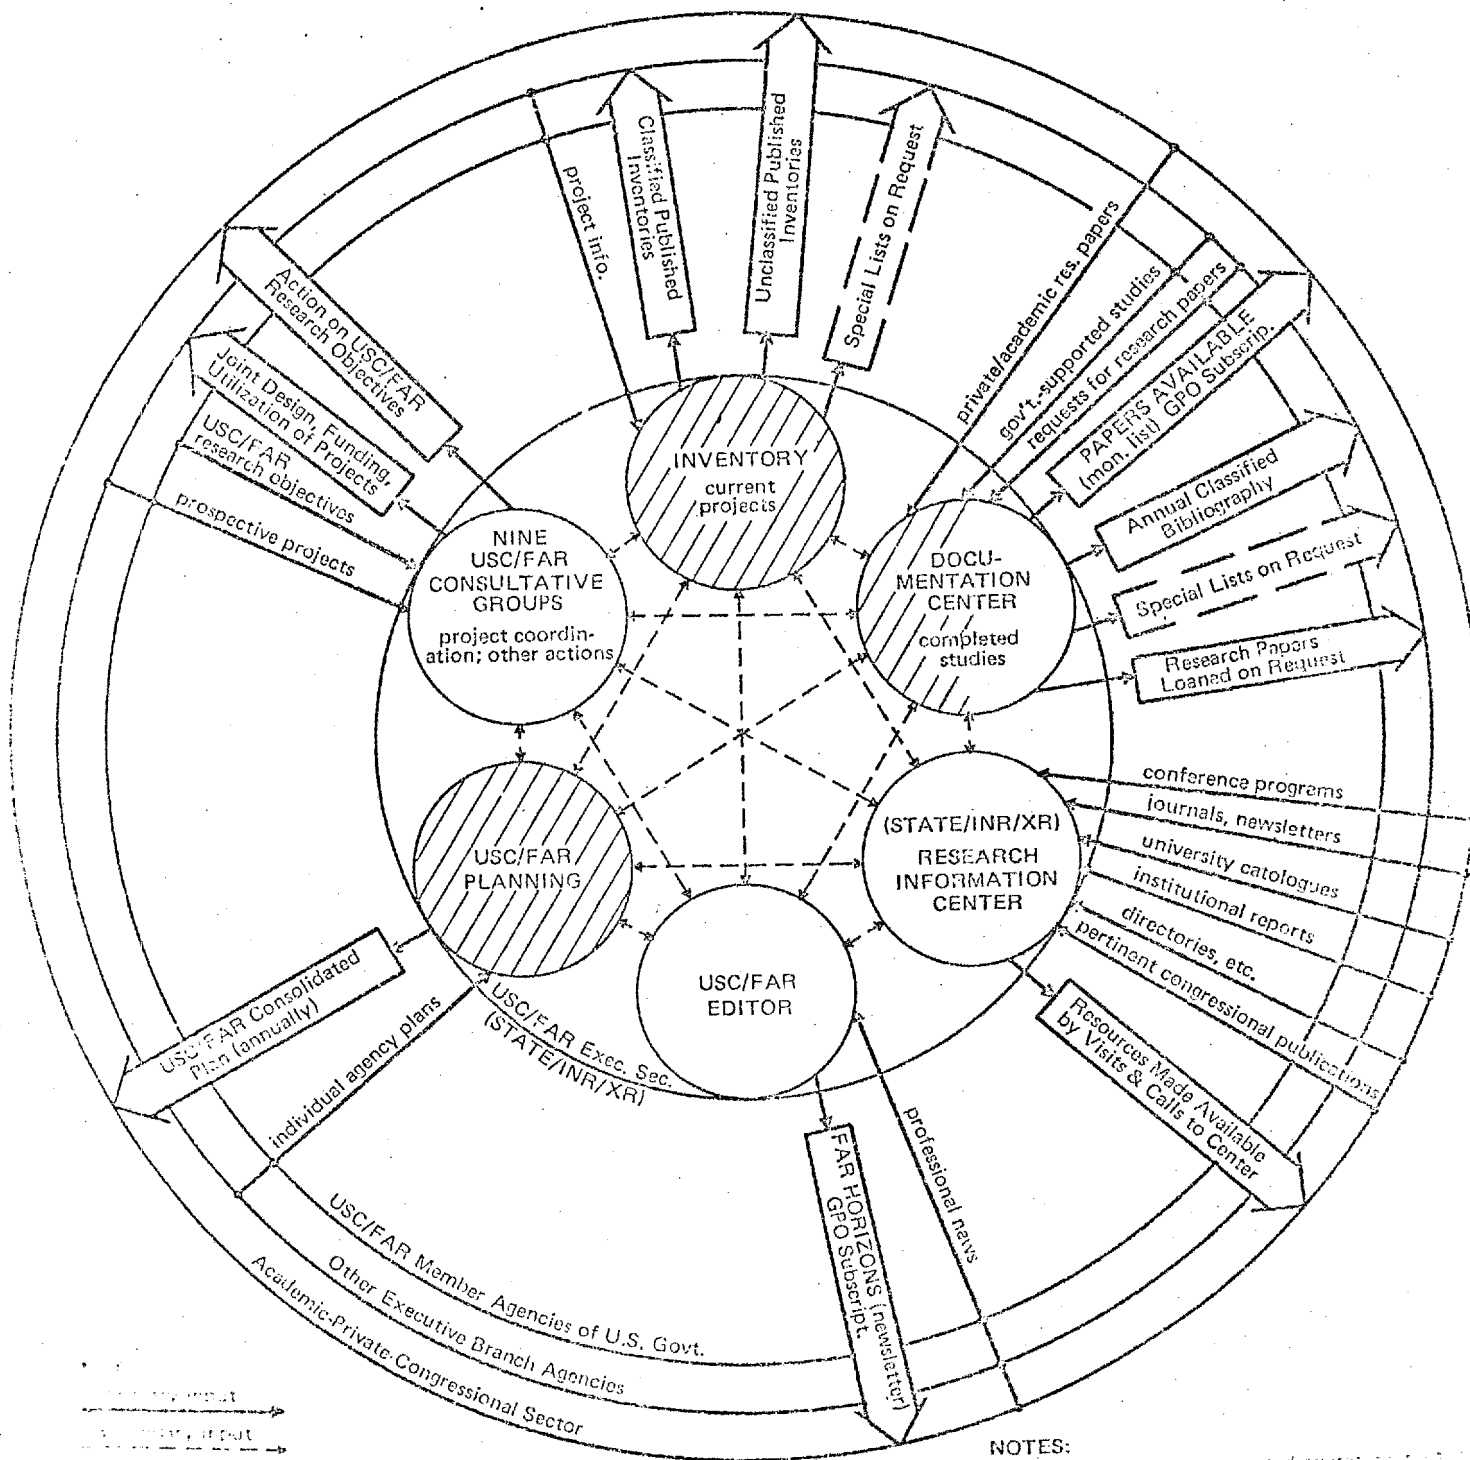 project info.
Classified Published
Inventories
Unclassified Published
Inventories
Special Lists on Request
private/academic res. papers
gov't.-supported studies
requests for research papers
PAPERS AVAILABLE
(mon. list) GPO Subscrip.
Annual Classified
Bibliography
Special Lists on Request
Research Papers
Loaned on Request
Action on USC/FAR
Research Objectives
Joint Design, Funding,
Utilization of Projects
USC/FAR
research objectives
prospective projects
INVENTORY
current
projects
NINE
USC/FAR
CONSULTATIVE
GROUPS
project coordin-
ation; other actions
DOCU-
MENTATION
CENTER
completed
studies
(STATE/INR/XR)
RESEARCH
INFORMATION
CENTER
USC/FAR
PLANNING
USC/FAR
EDITOR
conference programs
journals, newsletters
university catologues
institutional reports
directories, etc.
pertinent congressional publications
Resources Made Available
by Visits & Calls to Center
USC/FAR Consolidated
Plan (annually)
individual agency plans
USC/FAR Exec. Sec.
(STATE/INR/XR)
professional news
FAR HORIZONS (newsletter)
GPO Subscript.
USC/FAR Member Agencies of U.S. Govt.
Other Executive Branch Agencies
Academic-Private-Congressional Sector
input
input
NOTES: